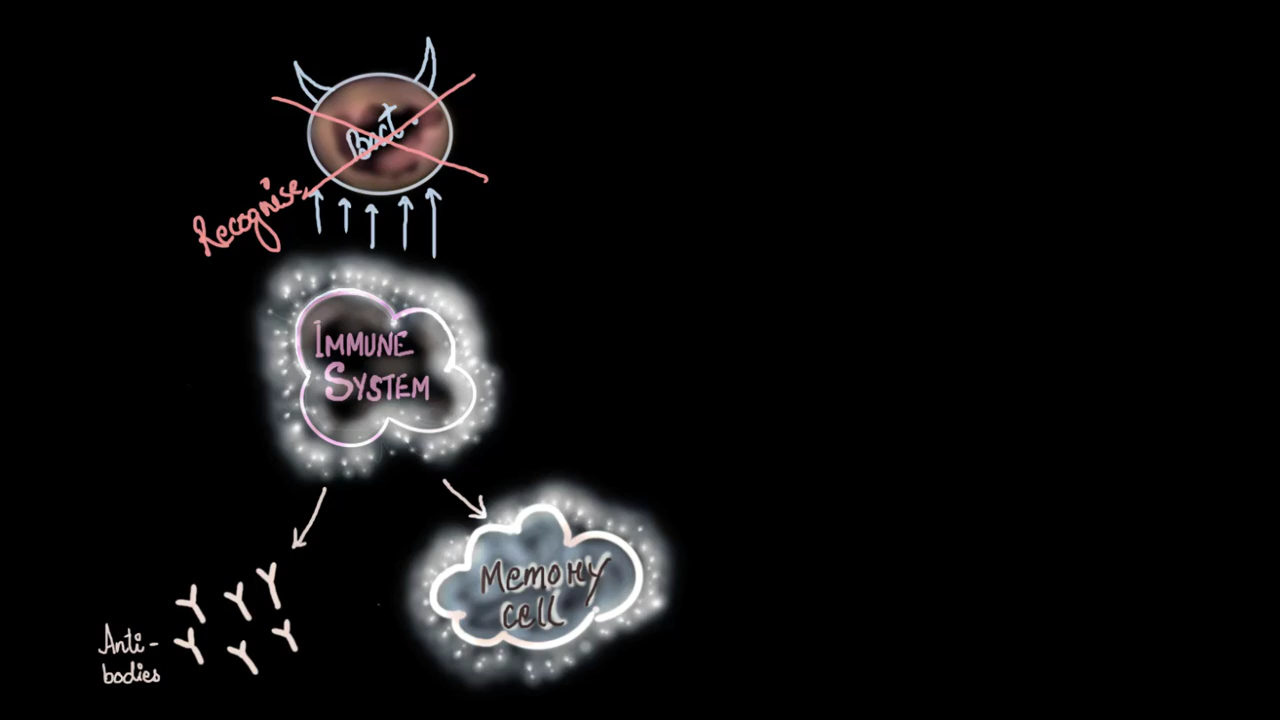 Bact.
Recognise
IMMUNE
SYSTEM
Memory
cell
Anti-
bodies